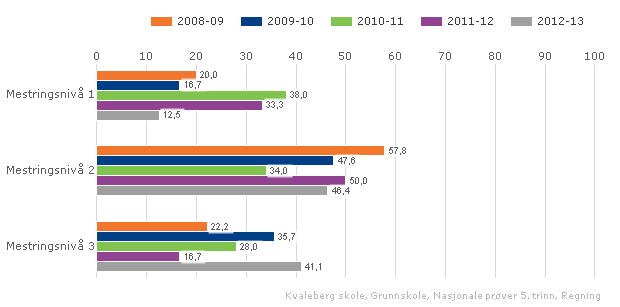 2008-09 2009-10 2010-11 2011-12 2012-13
0 10 20 30 40 50 60 70 80 90 100
Mestringsnivå 1
20,0
16,7
38,0
33,3
12,5
Mestringsnivå 2
57,8
47,6
34,0
50,0
46,4
Mestringsnivå 3
22,2
35,7
28,0
16,7
41,1
Kvaleberg skole, Grunnskole, Nasjonale prøver 5. trinn, Regning